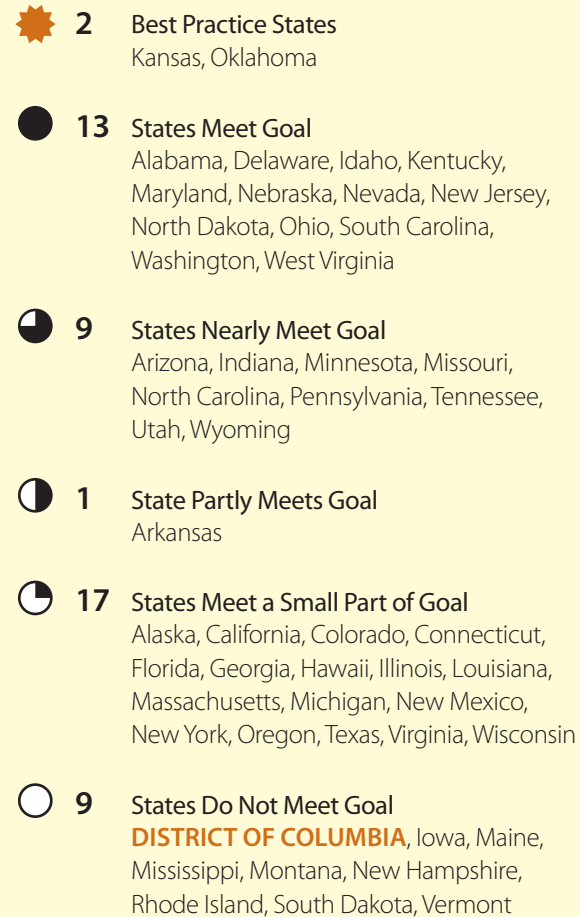 2 Best Practice States
Kansas, Oklahoma
13 States Meet Goal
Alabama, Delaware, Idaho, Kentucky,
Maryland, Nebraska, Nevada, New Jersey,
North Dakota, Ohio, South Carolina,
Washington, West Virginia
9 States Nearly Meet Goal
Arizona, Indiana, Minnesota, Missouri,
North Carolina, Pennsylvania, Tennessee,
Utah, Wyoming
1 State Partly Meets Goal
Arkansas
17 States Meet a Small Part of Goal
Alaska, California, Colorado, Connecticut,
Florida, Georgia, Hawaii, Illinois, Louisiana,
Massachusetts, Michigan, New Mexico,
New York, Oregon, Texas, Virginia, Wisconsin
9 States Do Not Meet Goal
DISTRICT OF COLUMBIA, Iowa, Maine,
Mississippi, Montana, New Hampshire,
Rhode Island, South Dakota, Vermont